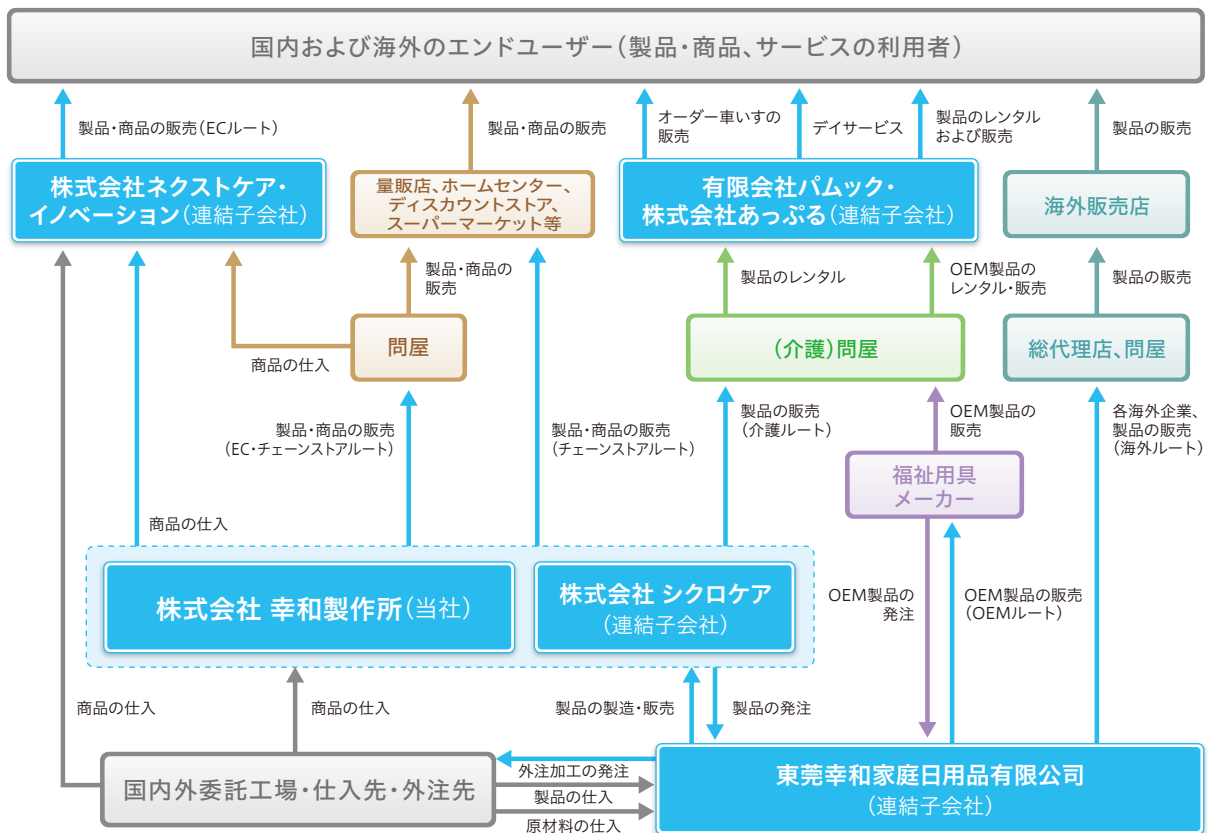 国内および海外のエンドユーザー（製品・商品、サービスの利用者）
製品・商品の販売（ECルート）
製品・商品の販売
オーダー車いすの
販売
デイサービス
製品のレンタル
および販売
製品の販売
株式会社ネクストケア・
イノベーション（連結子会社）
量販店、ホームセンター、
ディスカウントストア、
スーパーマーケット等
有限会社パムック・
株式会社あっぷる（連結子会社）
海外販売店
製品・商品の
販売
製品のレンタル
OEM製品の
レンタル・販売
製品の販売
問屋
（介護）問屋
総代理店、問屋
商品の仕入
製品・商品の販売
（EC・チェーンストアルート）
製品・商品の販売
（チェーンストアルート）
製品の販売
（介護ルート）
OEM製品の
販売
各海外企業、
製品の販売
（海外ルート）
福祉用具
メーカー
商品の仕入
株式会社 幸和製作所（当社）
株式会社 シクロケア
（連結子会社）
OEM製品の
発注
OEM製品の販売
（OEMルート）
商品の仕入
商品の仕入
製品の製造・販売
製品の発注
国内外委託工場・仕入先・外注先
外注加工の発注
製品の仕入
原材料の仕入
東莞幸和家庭日用品有限公司
（連結子会社）